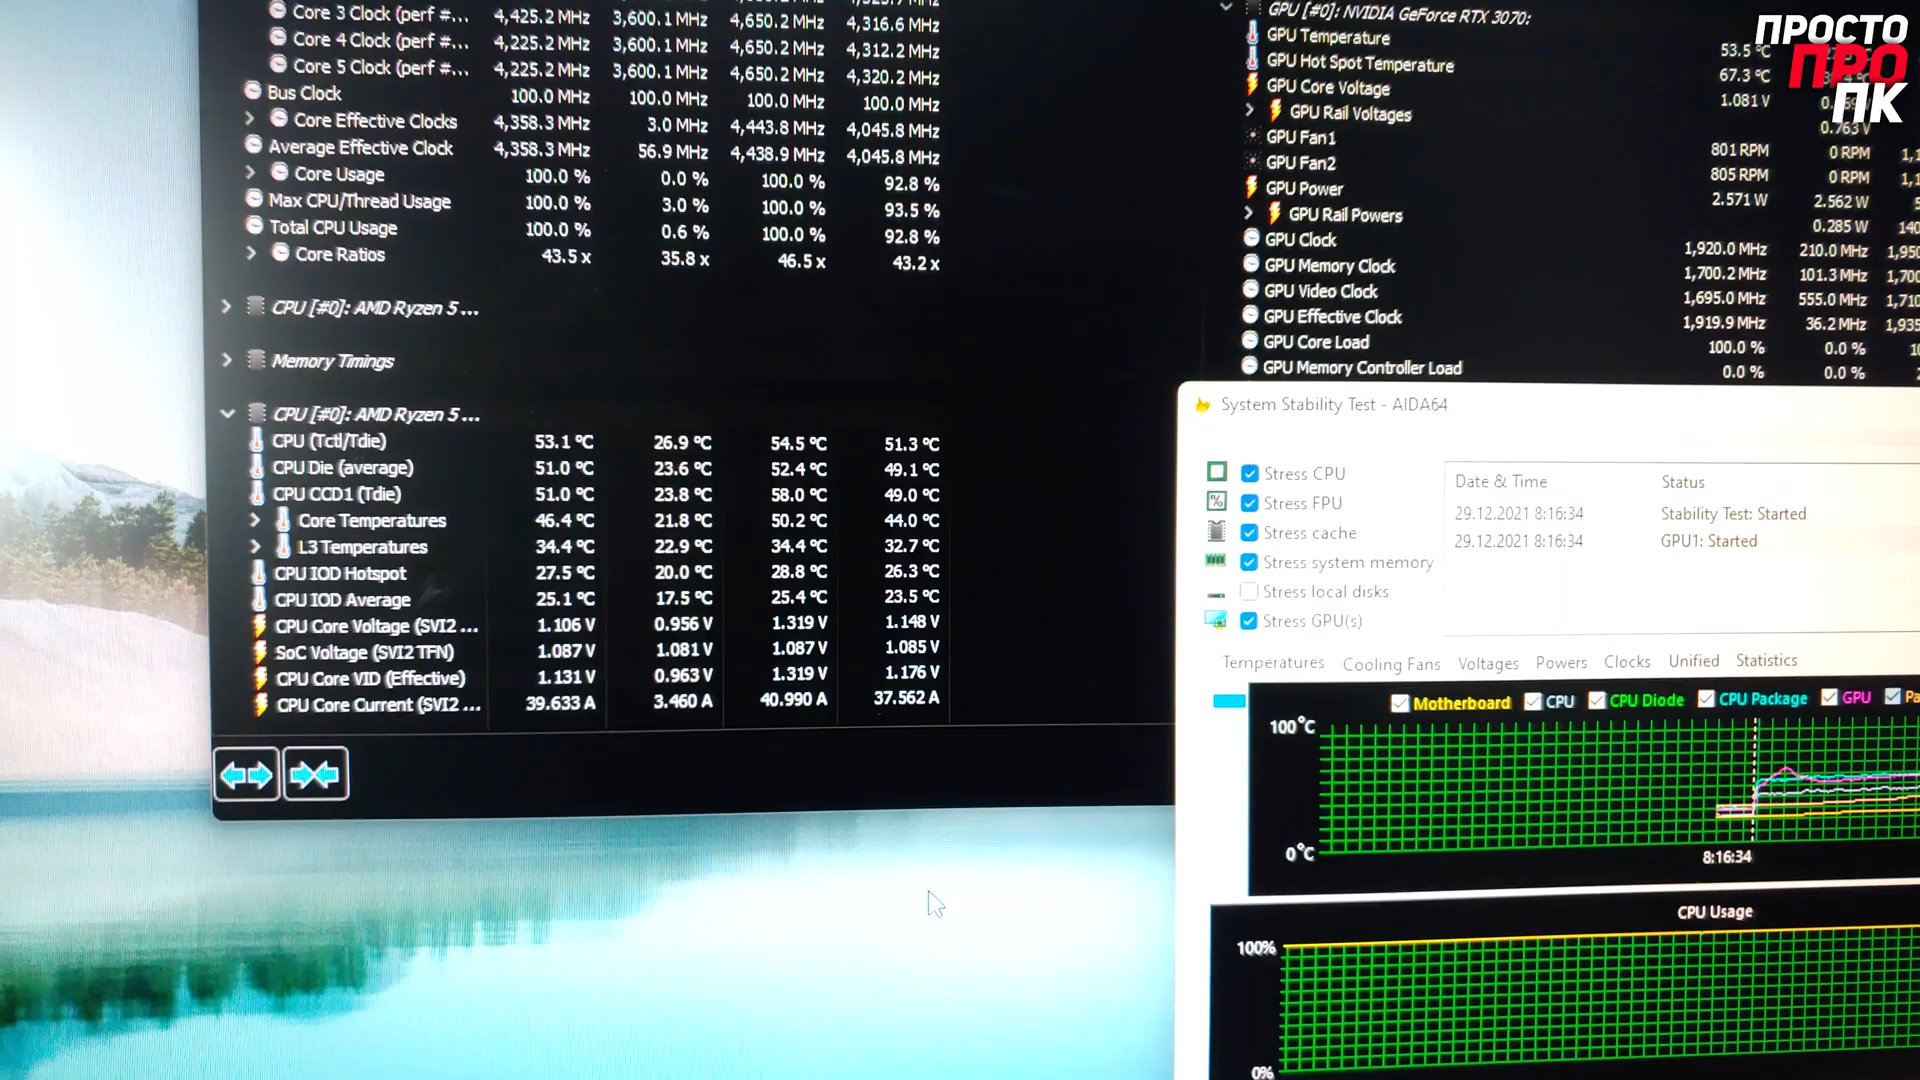 Core 3 Clock (perf #... 4,425.2 MHz 3,600.1 MHz 4,650.2 MHz 4,316.6 MHz
Core 4 Clock (perf #... 4,225.2 MHz 3,600.1 MHz 4,650.2 MHz 4,312.2 MHz
Core 5 Clock (perf #... 4,225.2 MHz 3,600.1 MHz 4,650.2 MHz 4,320.2 MHz
Bus Clock 100.0 MHz 100.0 MHz 100.0 MHz 100.0 MHz
Core Effective Clocks 4,358.3 MHz 3.0 MHz 4,443.8 MHz 4,045.8 MHz
Average Effective Clock 4,358.3 MHz 56.9 MHz 4,438.9 MHz 4,045.8 MHz
Core Usage 100.0 % 0.0 % 100.0 % 92.8 %
Max CPU/Thread Usage 100.0 % 3.0 % 100.0 % 93.5 %
Total CPU Usage 100.0 % 0.6 % 100.0 % 92.8 %
Core Ratios 43.5 x 35.8 x 46.5 x 43.2 x
CPU [#0]: AMD Ryzen 5 ...
Memory Timings
CPU [#0]: AMD Ryzen 5 ...
CPU (Tctl/Tdie) 53.1 °C 26.9 °C 54.5 °C 51.3 °C
CPU Die (average) 51.0 °C 23.6 °C 52.4 °C 49.1 °C
CPU CCD1 (Tdie) 51.0 °C 23.8 °C 58.0 °C 49.0 °C
Core Temperatures 46.4 °C 21.8 °C 50.2 °C 44.0 °C
L3 Temperatures 34.4 °C 22.9 °C 34.4 °C 32.7 °C
CPU IOD Hotspot 27.5 °C 20.0 °C 28.8 °C 26.3 °C
CPU IOD Average 25.1 °C 17.5 °C 25.4 °C 23.5 °C
CPU Core Voltage (SVI2 ... 1.106 V 0.956 V 1.319 V 1.148 V
SoC Voltage (SVI2 TFN) 1.087 V 1.081 V 1.087 V 1.085 V
CPU Core VID (Effective) 1.131 V 0.963 V 1.319 V 1.176 V
CPU Core Current (SVI2 ... 39.633 A 3.460 A 40.990 A 37.562 A
GPU [#0]: NVIDIA GeForce RTX 3070:
GPU Temperature 53.5 °C
GPU Hot Spot Temperature 67.3 °C
GPU Core Voltage 1.081 V
GPU Rail Voltages 0.763 V
GPU Fan1 801 RPM 0 RPM 1,1
GPU Fan2 805 RPM 0 RPM 1,1
GPU Power 2.571 W 2.562 W
GPU Rail Powers 0.285 W 140
GPU Clock 1,920.0 MHz 210.0 MHz 1,950
GPU Memory Clock 1,700.2 MHz 101.3 MHz 1,700
GPU Video Clock 1,695.0 MHz 555.0 MHz 1,710
GPU Effective Clock 1,919.9 MHz 36.2 MHz 1,935
GPU Core Load 100.0 % 0.0 % 10
GPU Memory Controller Load 0.0 % 0.0 %
ПРОСТО
ПРО
ПК
System Stability Test - AIDA64
Stress CPU
Stress FPU
Stress cache
Stress system memory
Stress local disks
Stress GPU(s)
Date & Time Status
29.12.2021 8:16:34 Stability Test: Started
29.12.2021 8:16:34 GPU1: Started
Temperatures Cooling Fans Voltages Powers Clocks Unified Statistics
Motherboard CPU CPU Diode CPU Package GPU Pa
100°C
0°C
8:16:34
CPU Usage
100%
0%